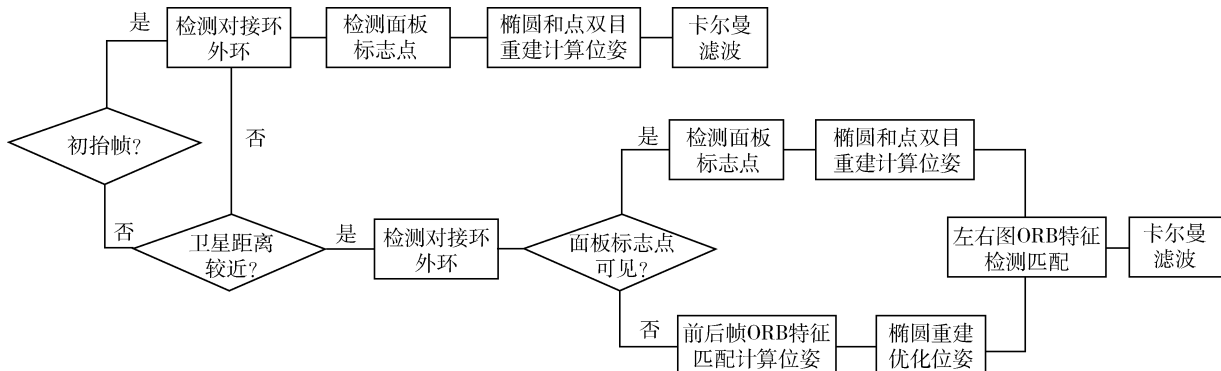 是
检测对接环
外环
检测面板
标志点
椭圆和点双目
重建计算位姿
卡尔曼
滤波
初抬帧?
否
否
卫星距离
较近?
是
检测对接环
外环
面板标志点
可见?
是
检测面板
标志点
椭圆和点双目
重建计算位姿
否
前后帧ORB特征
匹配计算位姿
椭圆重建
优化位姿
左右图ORB特征
检测匹配
卡尔曼
滤波